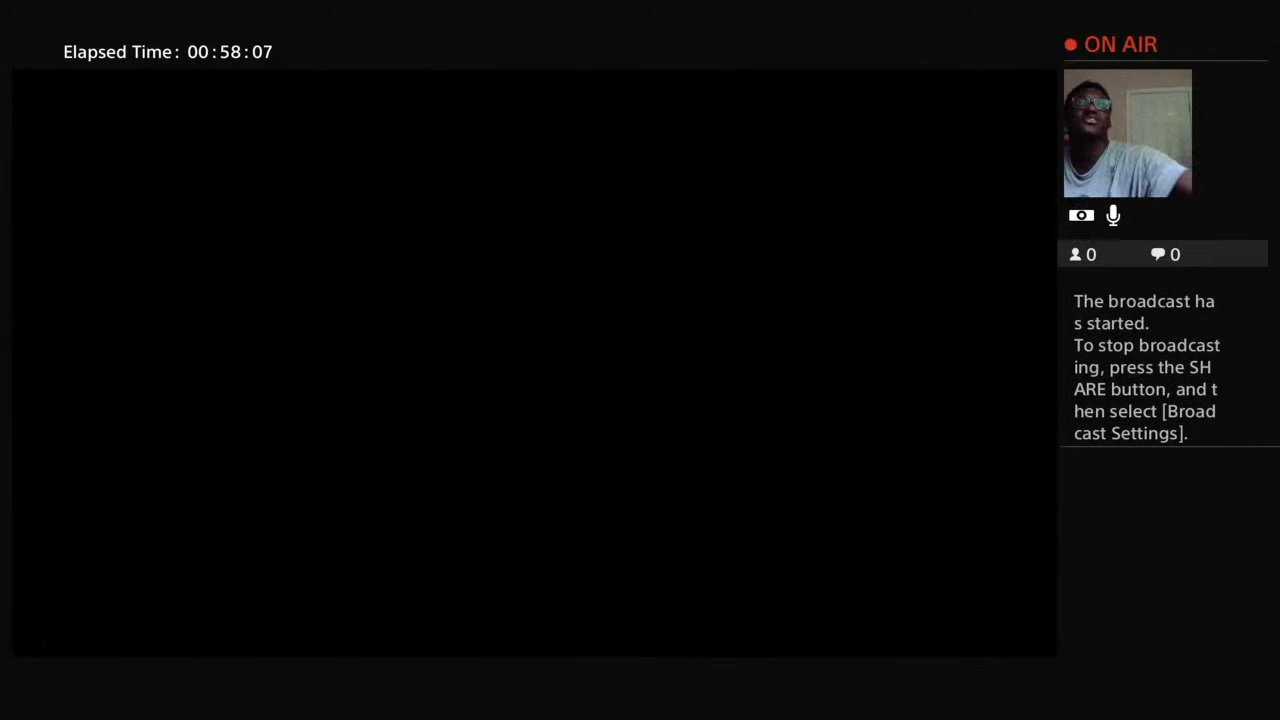 Elapsed Time: 00:58:07
ON AIR
0
0
The broadcast ha
s started.
To stop broadcast
ing, press the SH
ARE button, and t
hen select [Broad
cast Settings].